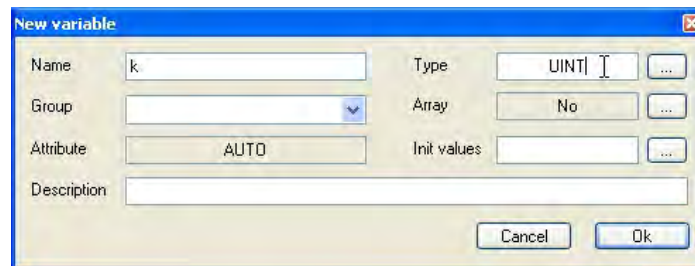 New variable
Name k Type UINT ...
Group Array No ...
Attribute AUTO Init values ...
Description
Cancel Ok